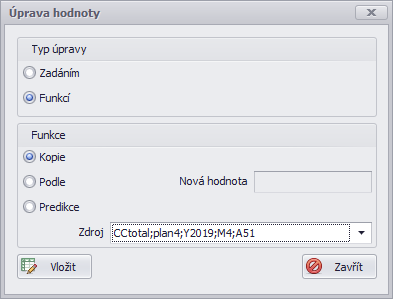 Úprava hodnoty
Typ úpravy
Zadáním
Funkcí
Funkce
Kopie
Podle
Nová hodnota
Predikce
Zdroj
CCtotal;plan4;Y2019;M4;A51
Vložit
Zavřít